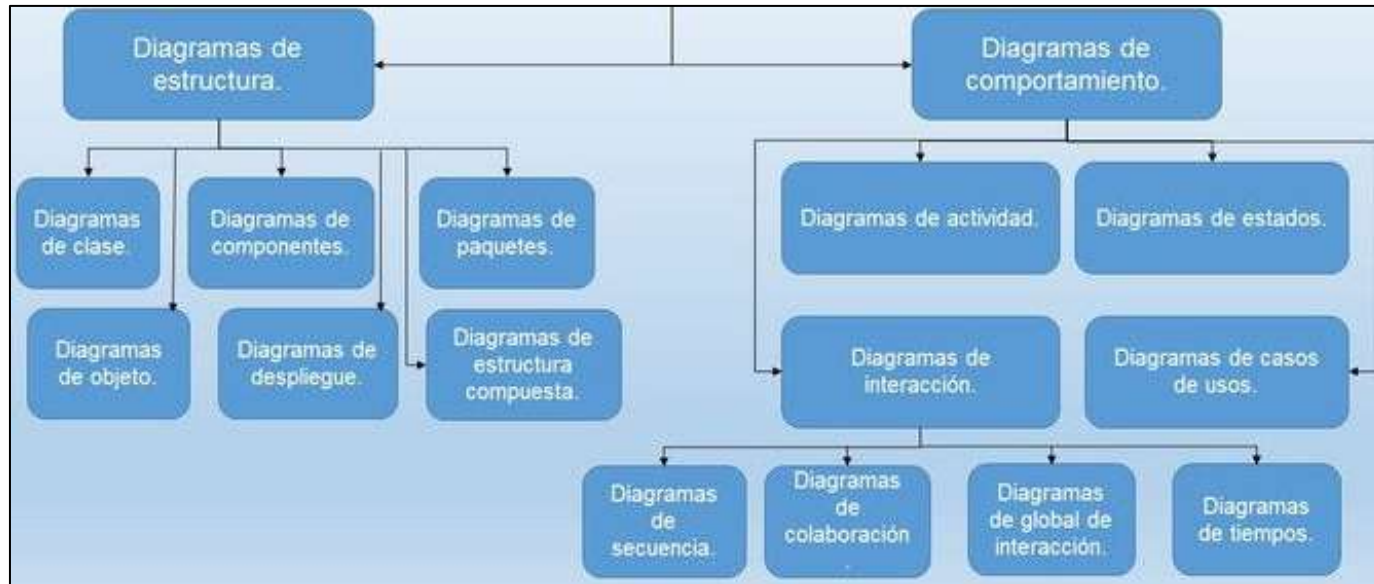 Diagramas de
estructura.
Diagramas de
comportamiento.
Diagramas
de clase.
Diagramas de
componentes.
Diagramas de
paquetes.
Diagramas de actividad.
Diagramas de estados.
Diagramas
de objeto.
Diagramas de
despliegue.
Diagramas de
estructura
compuesta.
Diagramas de
interacción.
Diagramas de casos
de usos.
Diagramas
de
secuencia.
Diagramas
de
colaboración
.
Diagramas
de global de
interacción.
Diagramas
de tiempos.